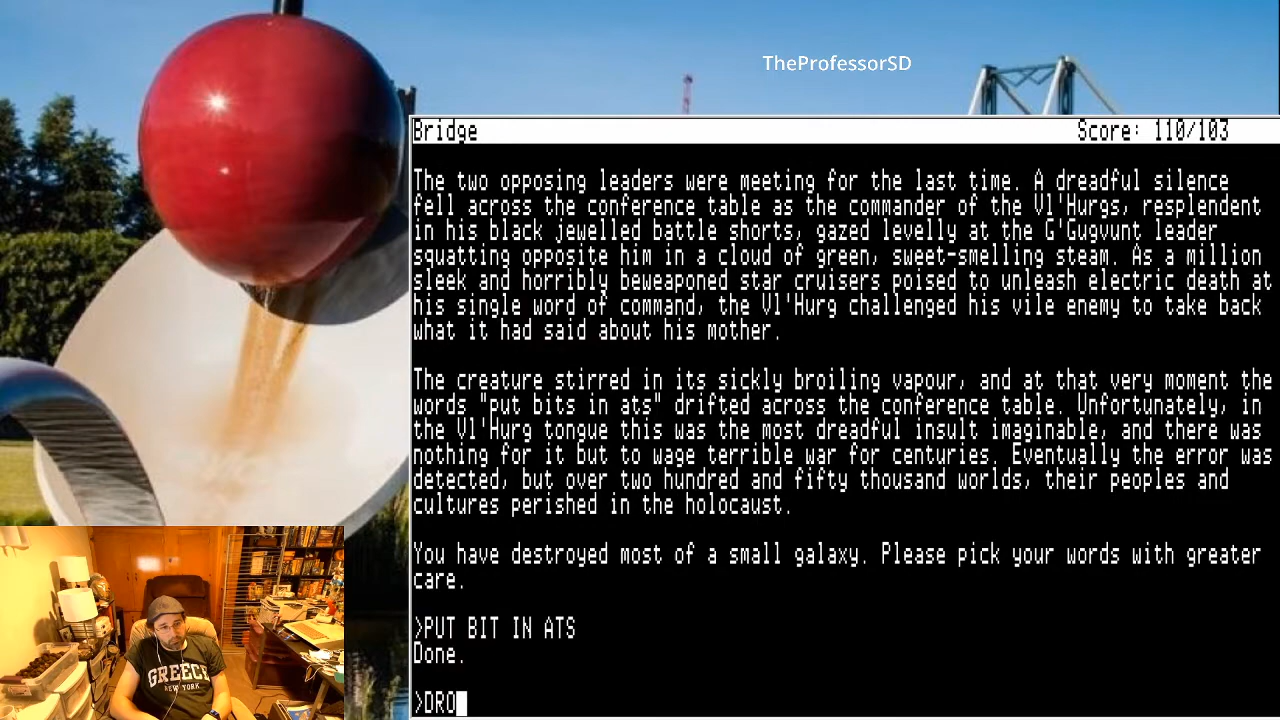 TheProfessorSD
Bridge Score: 110/103
The two opposing leaders were meeting for the last time. A dreadful silence
fell across the conference table as the commander of the Vl'Hurgs, resplendent
in his black jewelled battle shorts, gazed levelly at the G'Gugvunt leader
squatting opposite him in a cloud of green, sweet-smelling steam. As a million
sleek and horribly beweaponed star cruisers poised to unleash electric death at
his single word of command, the Vl'Hurg challenged his vile enemy to take back
what it had said about his mother.
The creature stirred in its sickly broiling vapour, and at that very moment the
words "put bits in ats" drifted across the conference table. Unfortunately, in
the Vl'Hurg tongue this was the most dreadful insult imaginable, and there was
nothing for it but to wage terrible war for centuries. Eventually the error was
detected, but over two hundred and fifty thousand worlds, their peoples and
cultures perished in the holocaust.
You have destroyed most of a small galaxy. Please pick your words with greater
care.
>PUT BIT IN ATS
Done.
>DRO
GREECE
NEW YORK